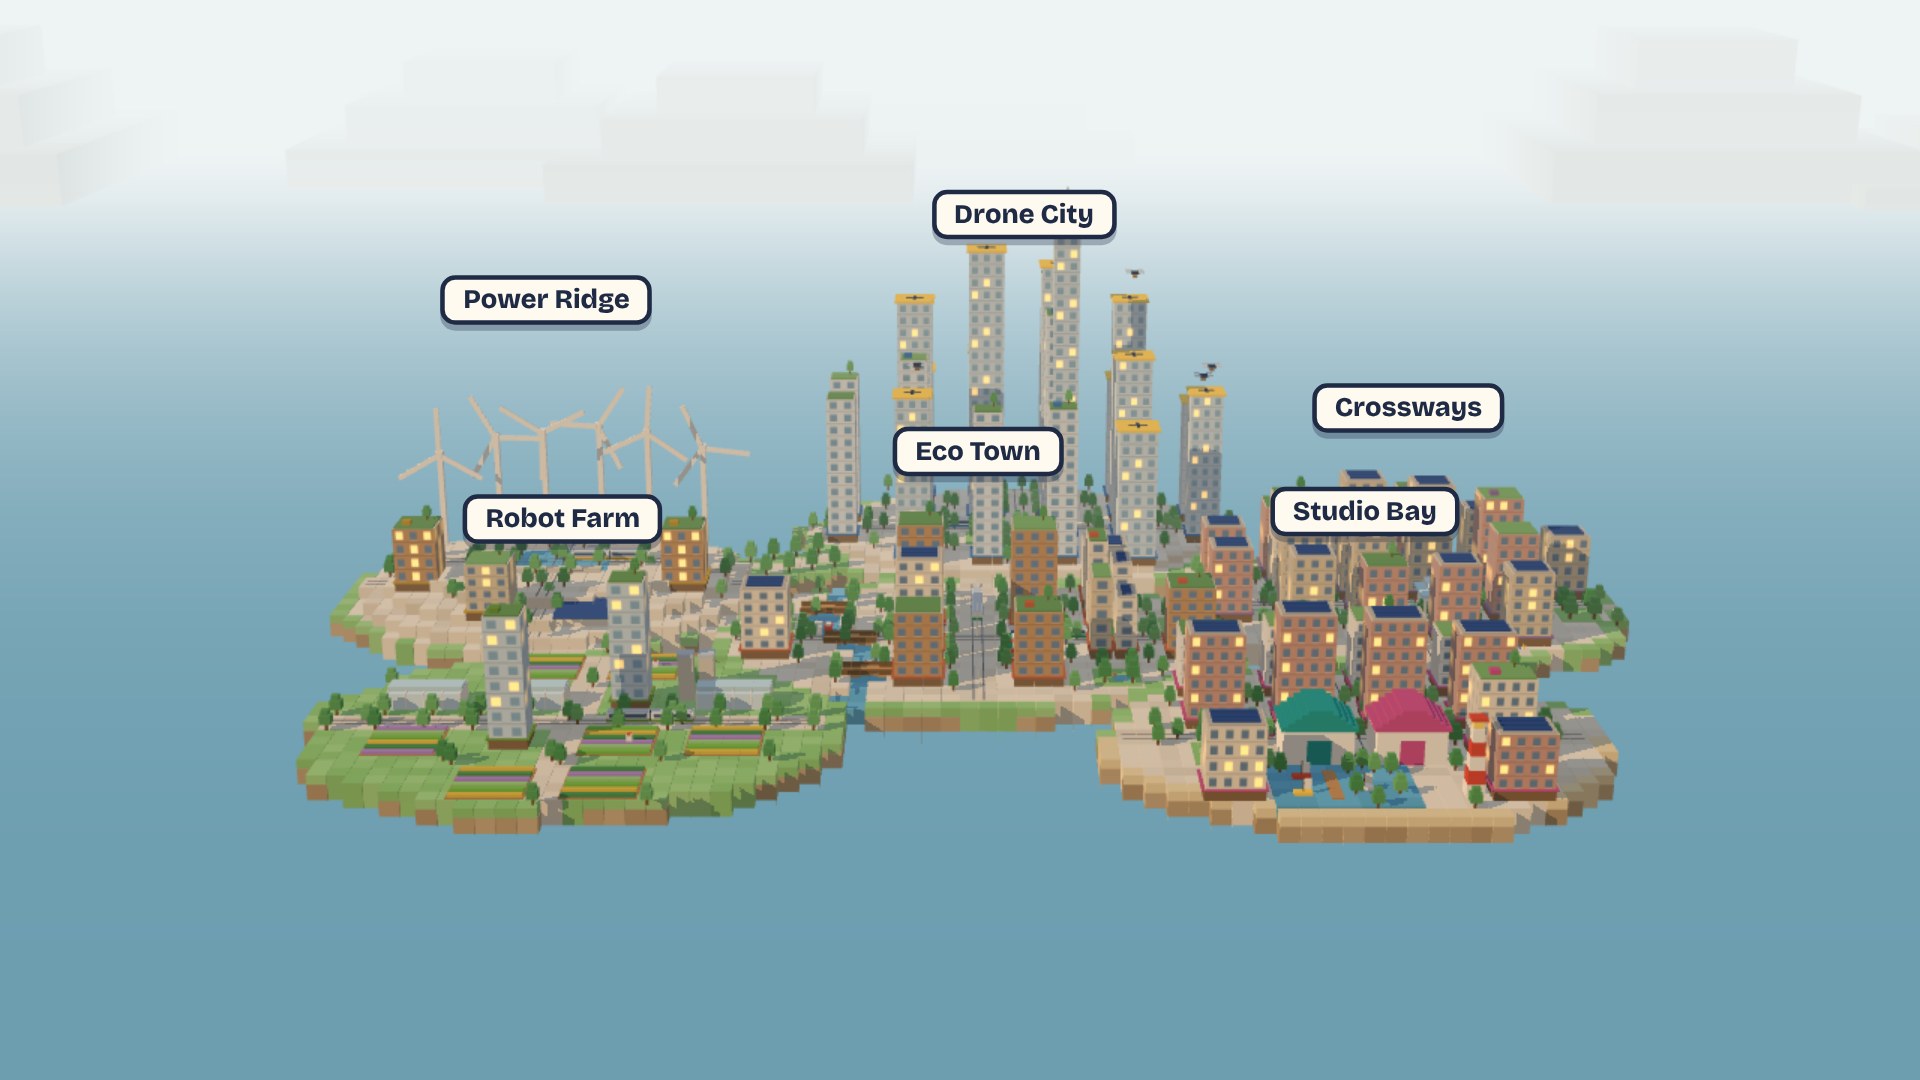 Drone City
Power Ridge
Crossways
Eco Town
Robot Farm
Studio Bay